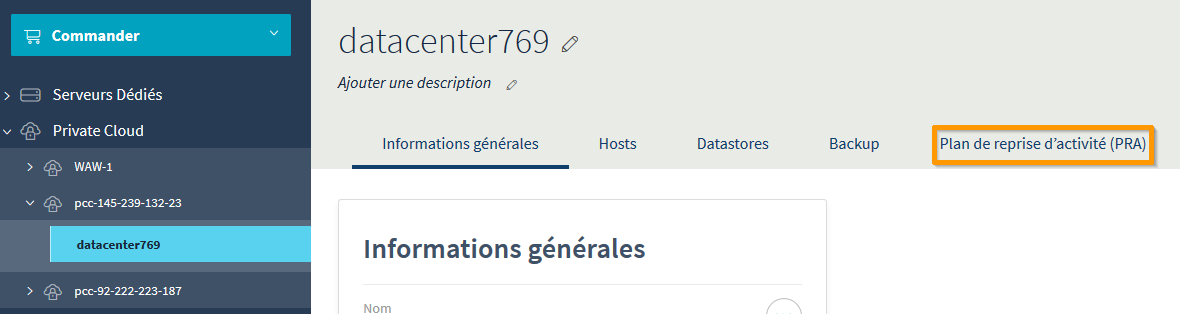 Commander
Serveurs Dédiés
Private Cloud
WAW-1
pcc-145-239-132-23
datacenter769
pcc-92-222-223-187
datacenter769
Ajouter une description
Informations générales
Hosts
Datastores
Backup
Plan de reprise d’activité (PRA)
Informations générales
Nom